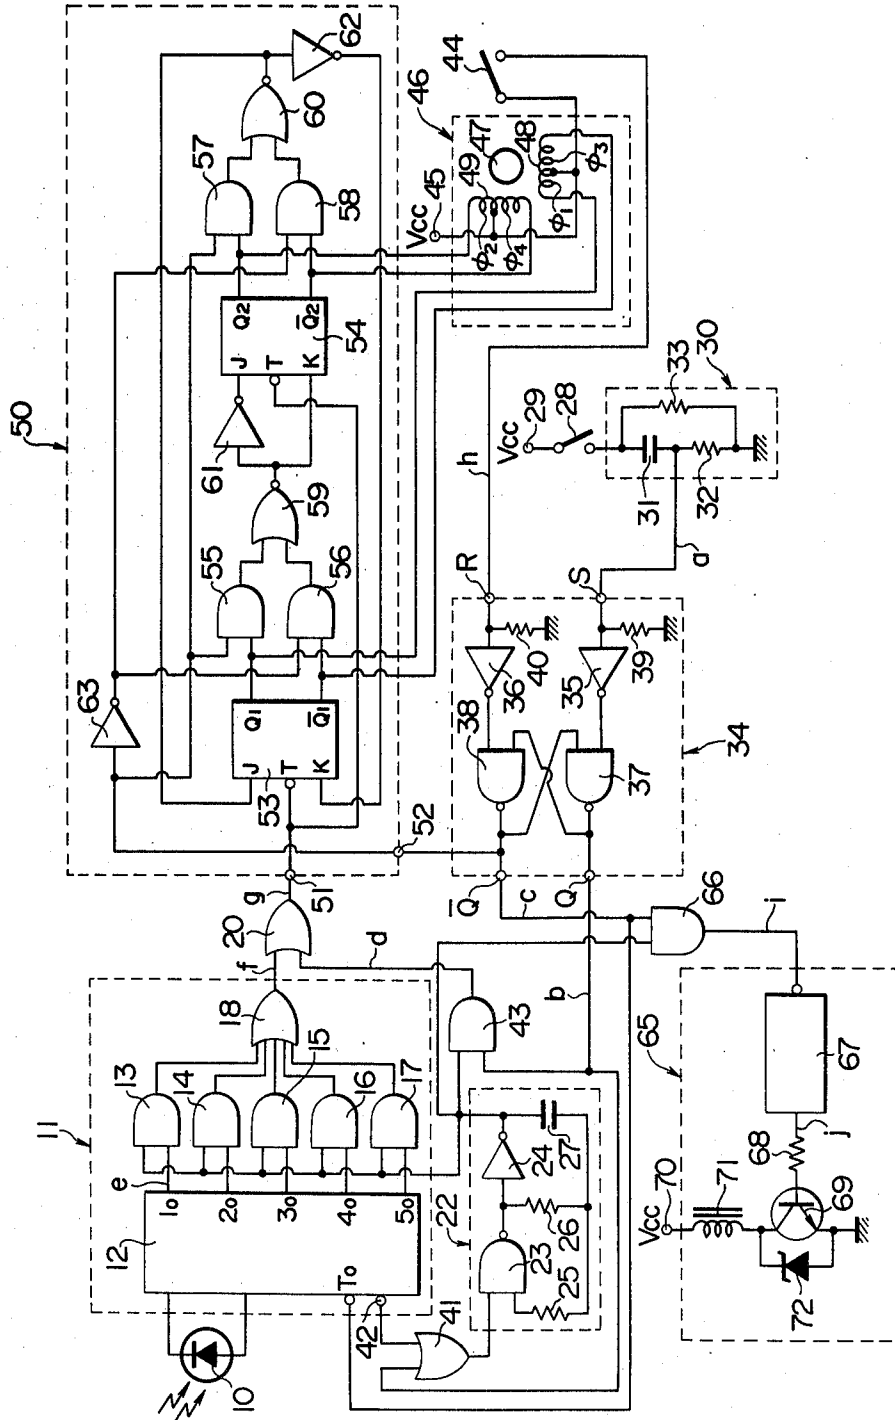 50
53
J
T
K
Q1
Q̄1
63
55
56
59
61
J
T
K
Q2
Q̄2
54
57
58
60
62
51
52
g
20
f
d
11
12
e
1o
2o
3o
4o
5o
To
13
14
15
16
17
18
10
42
41
22
23
24
25
26
27
43
b
c
Q̄
Q
34
38
37
36
35
40
39
R
S
h
a
Vcc
29
28
30
31
32
33
44
46
Vcc
45
49
47
48
ϕ2
ϕ4
ϕ1
ϕ3
66
i
65
67
j
68
69
Vcc
70
71
72